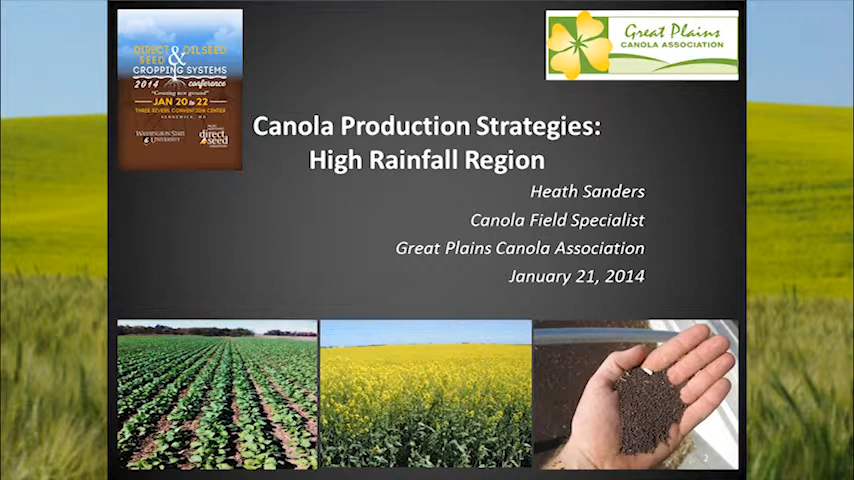 DIRECT & OILSEED
SEED
CROPPING SYSTEMS
2014 conference
"Coming new ground"
JAN 20 to 22
THREE RIVERS CONVENTION CENTER
KENNEWICK, WA
WASHINGTON STATE
UNIVERSITY
direct
seed
Great Plains
CANOLA ASSOCIATION
Canola Production Strategies:
High Rainfall Region
Heath Sanders
Canola Field Specialist
Great Plains Canola Association
January 21, 2014
2